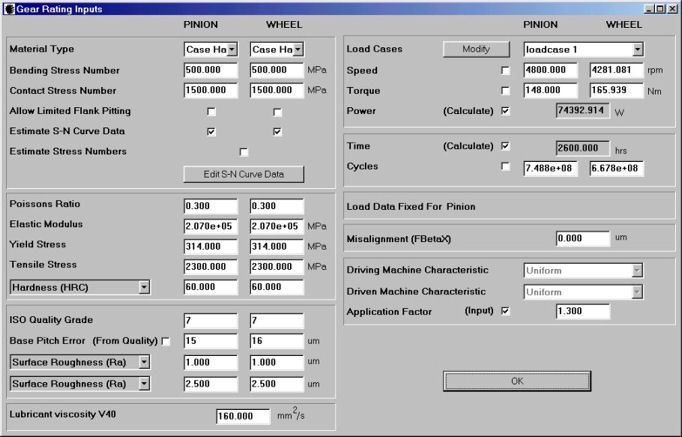 Gear Rating Inputs
PINION WHEEL
Material Type Case Ha Case Ha
Bending Stress Number 500.000 500.000 MPa
Contact Stress Number 1500.000 1500.000 MPa
Allow Limited Flank Pitting
Estimate S-N Curve Data
Estimate Stress Numbers
Edit S-N Curve Data
Poissons Ratio 0.300 0.300
Elastic Modulus 2.070e+05 2.070e+05 MPa
Yield Stress 314.000 314.000 MPa
Tensile Stress 2300.000 2300.000 MPa
Hardness (HRC) 60.000 60.000
ISO Quality Grade 7 7
Base Pitch Error (From Quality) 15 16 um
Surface Roughness (Ra) 1.000 1.000 um
Surface Roughness (Ra) 2.500 2.500 um
Lubricant viscosity V40 160.000 mm2/s
PINION WHEEL
Load Cases Modify loadcase 1
Speed 4800.000 4281.081 rpm
Torque 148.000 165.939 Nm
Power (Calculate) 74392.914 W
Time (Calculate) 2600.000 hrs
Cycles 7.488e+08 6.678e+08
Load Data Fixed For Pinion
Misalignment (FBetaX) 0.000 um
Driving Machine Characteristic Uniform
Driven Machine Characteristic Uniform
Application Factor (Input) 1.300
OK